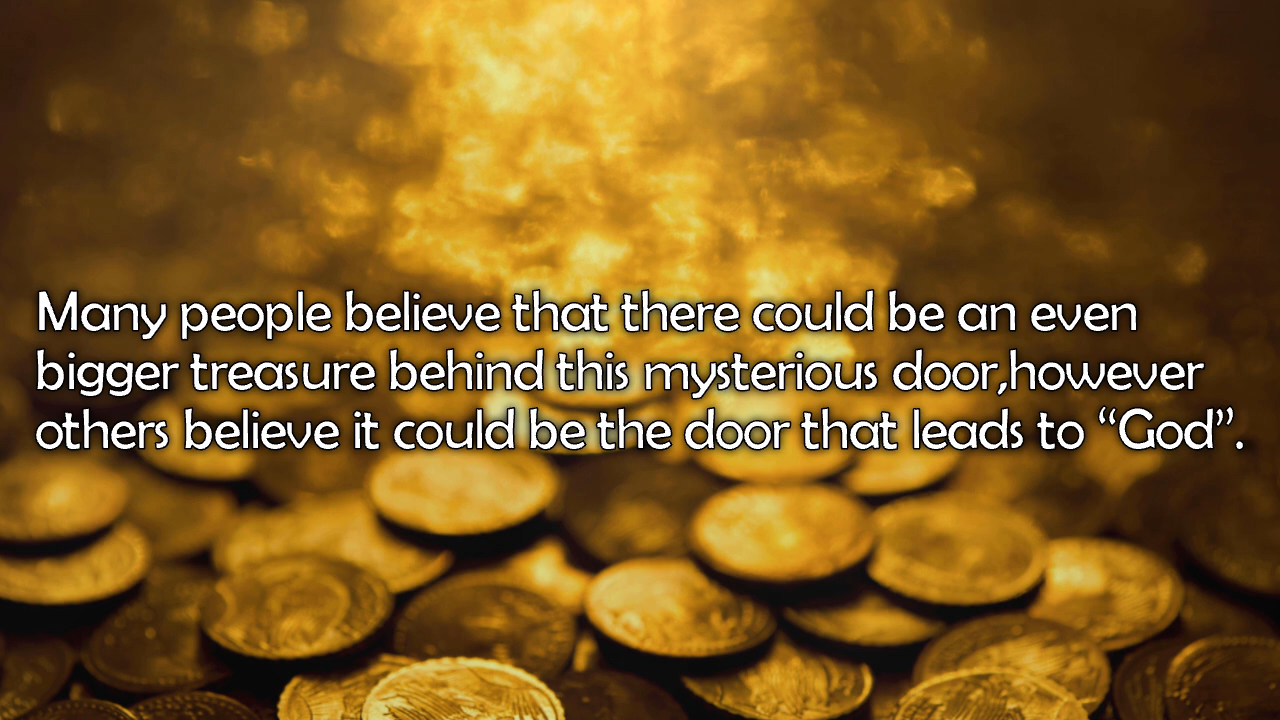 Many people believe that there could be an even
bigger treasure behind this mysterious door,however
others believe it could be the door that leads to “God”.